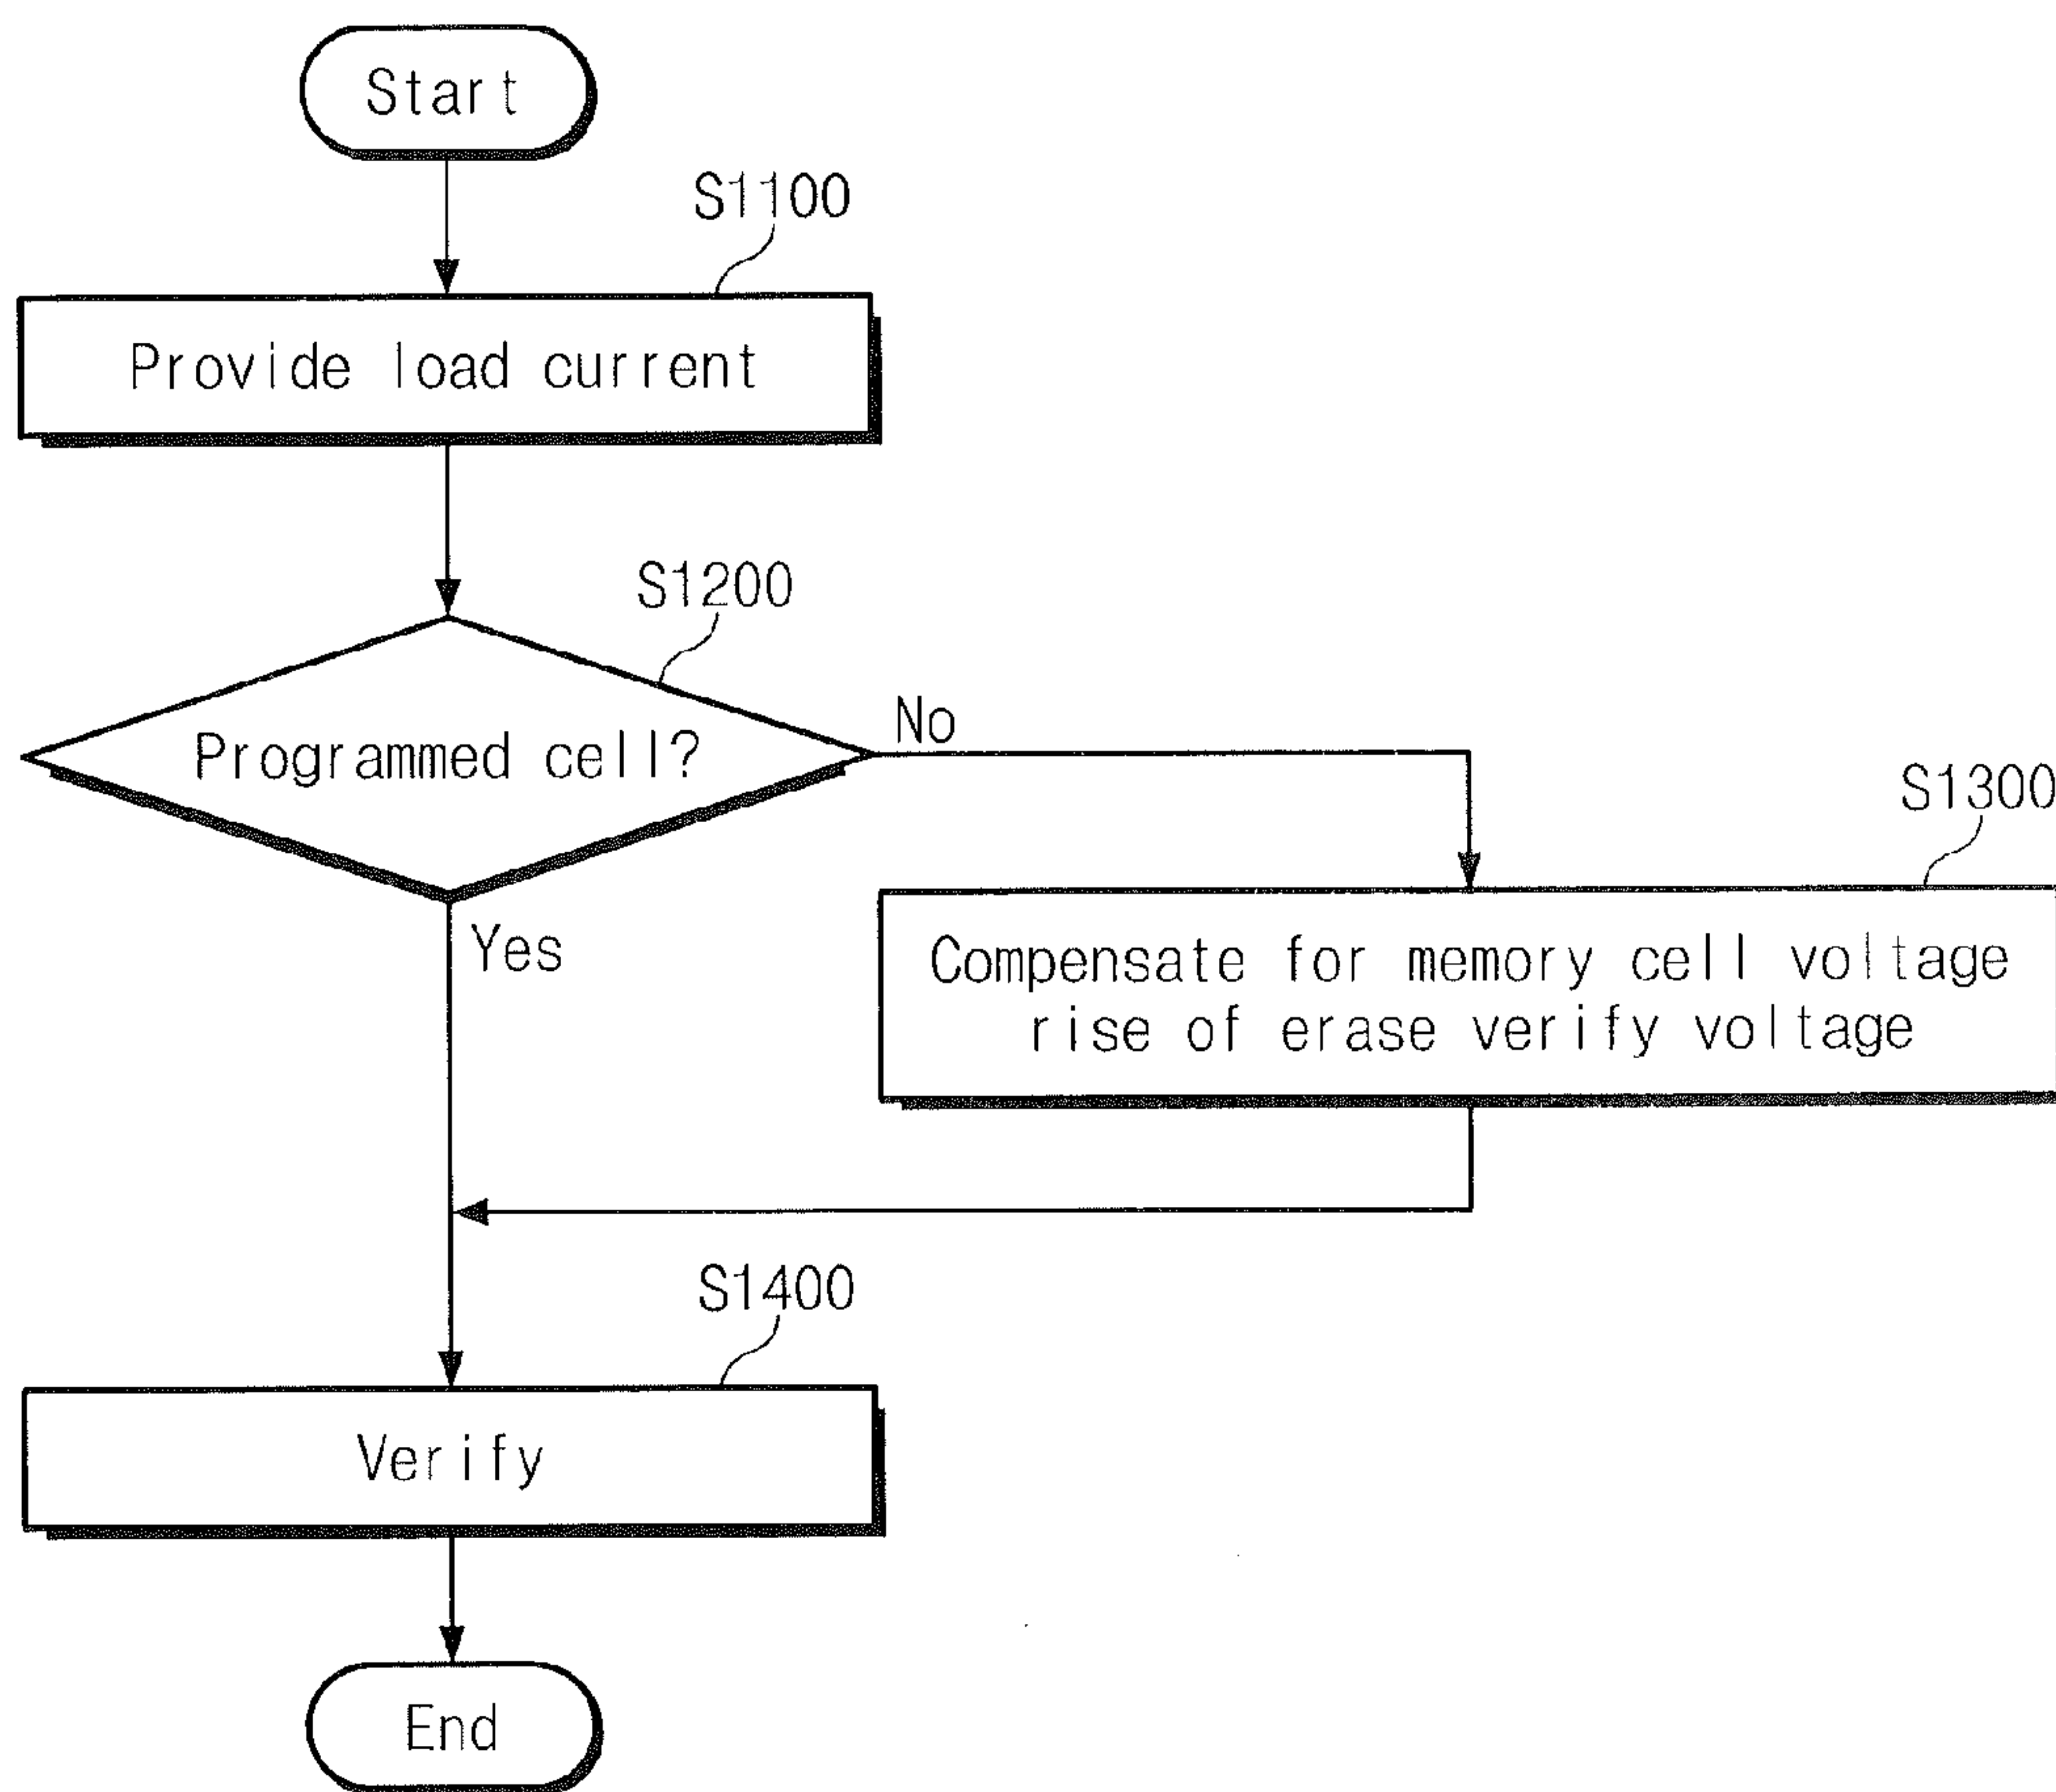 Start
S1100
Provide load current
S1200
Programmed cell?
No
Yes
S1300
Compensate for memory cell voltage
rise of erase verify voltage
S1400
Verify
End